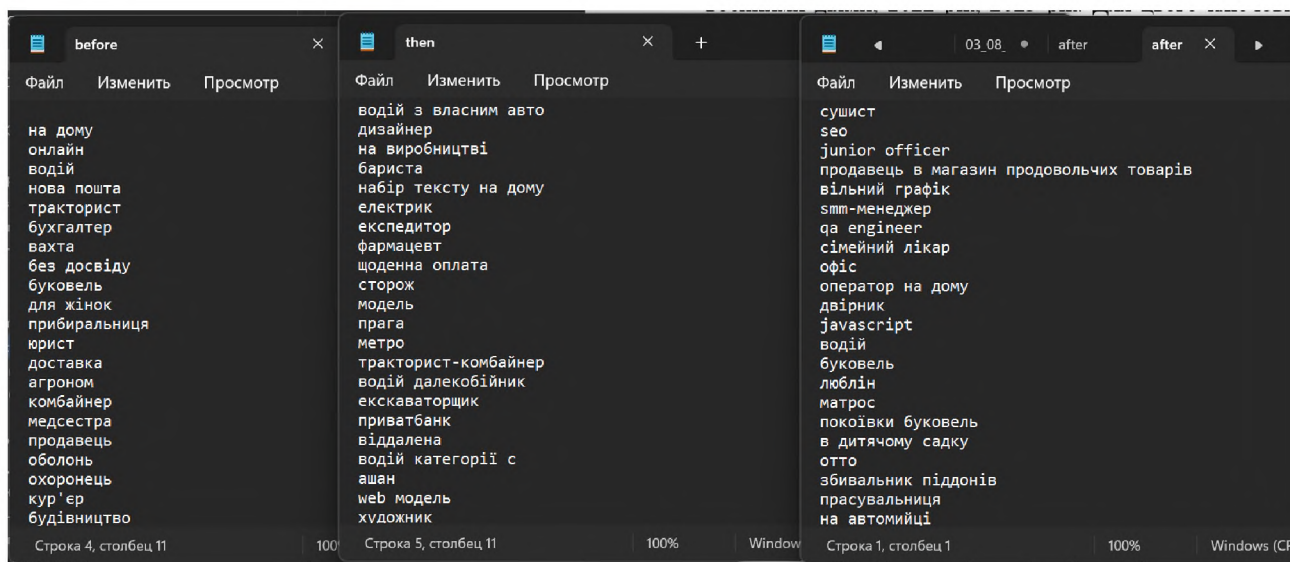 before
Файл Изменить Просмотр
на дому
онлайн
водій
нова пошта
тракторист
бухгалтер
вахта
без досвіду
буковель
для жінок
прибиральниця
юрист
доставка
агроном
комбайнер
медсестра
продавець
оболонь
охоронець
кур'єр
будівництво
Строка 4, столбец 11 100
then
Файл Изменить Просмотр
водій з власним авто
дизайнер
на виробництві
бариста
набір тексту на дому
електрик
експедитор
фармацевт
щоденна оплата
сторож
модель
прага
метро
тракторист-комбайнер
водій далекобійник
екскаваторщик
приватбанк
віддалена
водій категорії с
ашан
web модель
художник
Строка 5, столбец 11 100% Window
03_08_ after after
Файл Изменить Просмотр
сушист
seo
junior officer
продавець в магазин продовольчих товарів
вільний графік
smm-менеджер
qa engineer
сімейний лікар
офіс
оператор на дому
двірник
javascript
водій
буковель
люблін
матрос
покоївки буковель
в дитячому садку
отто
збивальник піддонів
прасувальниця
на автомийці
Строка 1, столбец 1 100% Windows (CF